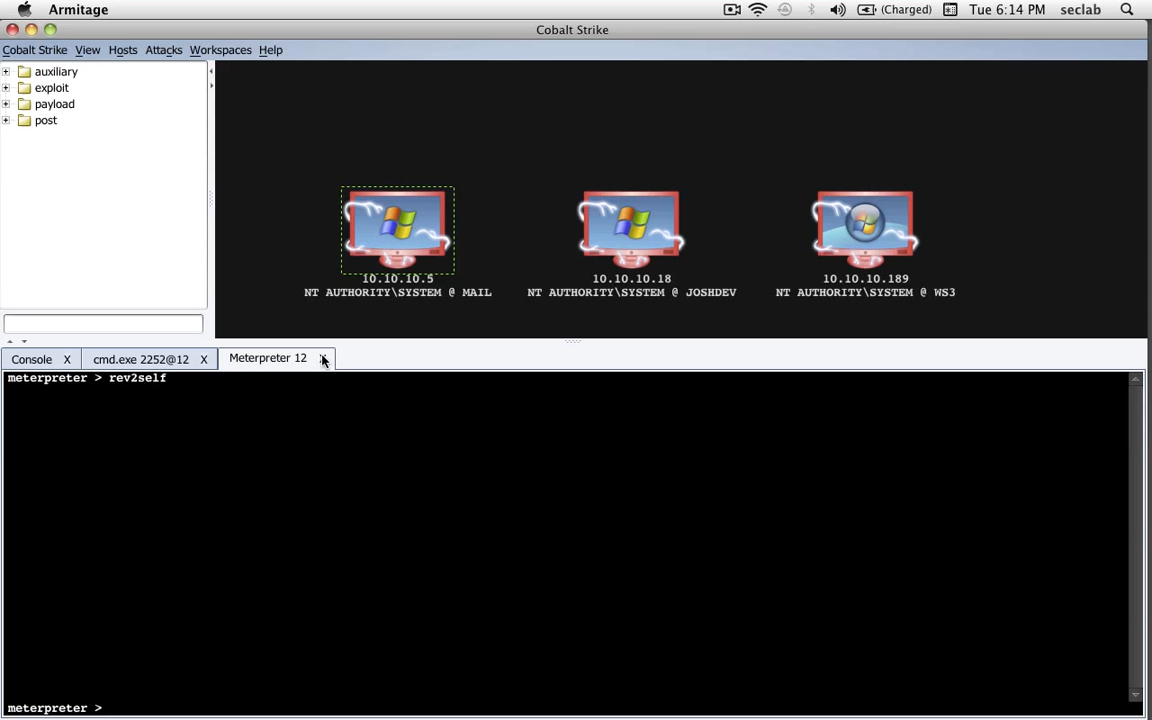 Armitage (Charged) Tue 6:14 PM seclab
Cobalt Strike
Cobalt Strike View Hosts Attacks Workspaces Help
auxiliary
exploit
payload
post
10.10.10.5
NT AUTHORITY\SYSTEM @ MAIL
10.10.10.18
NT AUTHORITY\SYSTEM @ JOSHDEV
10.10.10.189
NT AUTHORITY\SYSTEM @ WS3
Console X cmd.exe 2252@12 X Meterpreter 12
meterpreter > rev2self
meterpreter >